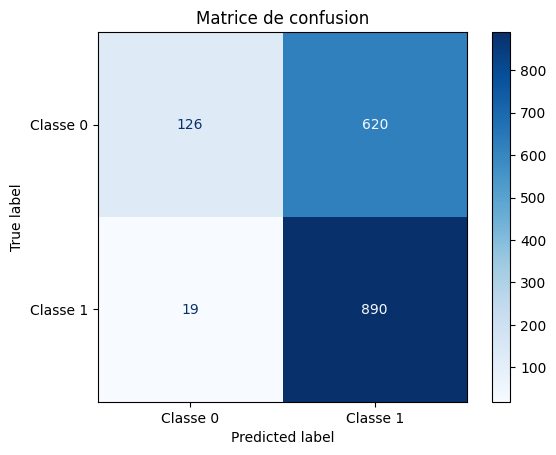 Matrice de confusion
True label
Classe 0
126
620
Classe 1
19
890
Classe 0
Classe 1
Predicted label
800
700
600
500
400
300
200
100